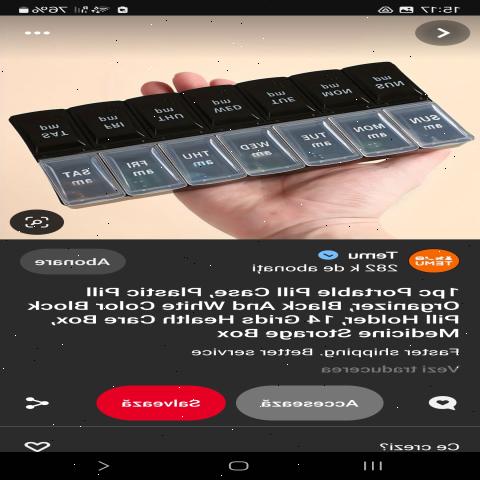 15:17
76%
SUN MON TUE WED THU FRI SAT
pm pm pm pm pm pm pm
SUN MON TUE WED THU FRI SAT
am am am am am am am
TEMU
Temu
282 k de abonați
Abonare
1pc Portable Pill Case, Plastic Pill
Organizer, Black And White Color Block
Pill Holder, 14 Grids Health Care Box,
Medicine Storage Box
Faster shipping. Better service
Vezi traducerea
Accesează
Salvează
Ce crezi?